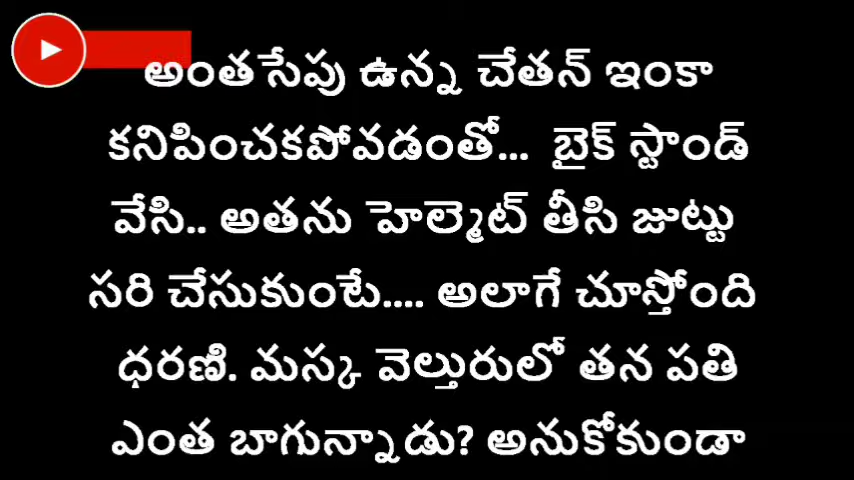 అంతసేపు ఉన్న చేతన్ ఇంకా
కనిపించకపోవడంతో... బైక్ స్టాండ్
వేసి.. అతను హెల్మెట్ తీసి జుట్టు
సరి చేసుకుంటే.... అలాగే చూస్తోంది
ధరణి. మస్క వెల్తురులో తన పతి
ఎంత బాగున్నాడు? అనుకోకుండా